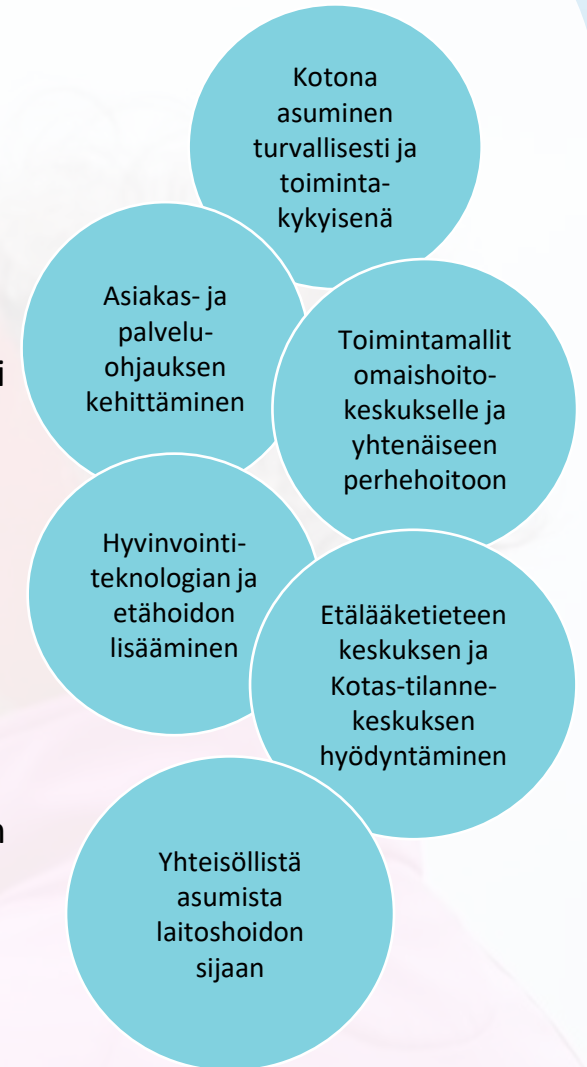 Kotona
asuminen
turvallisesti ja
toiminta-
kykyisenä
Asiakas- ja
palvelu-
ohjauksen
kehittäminen
i
Toimintamallit
omaishoito-
keskukselle ja
yhtenäiseen
perhehoitoon
Hyvinvointi-
teknologian ja
etähoidon
lisääminen
Etälääketieteen
keskuksen ja
Kotas-tilanne-
keskuksen
hyödyntäminen
Yhteisöllistä
asumista
laitoshoidon
sijaan